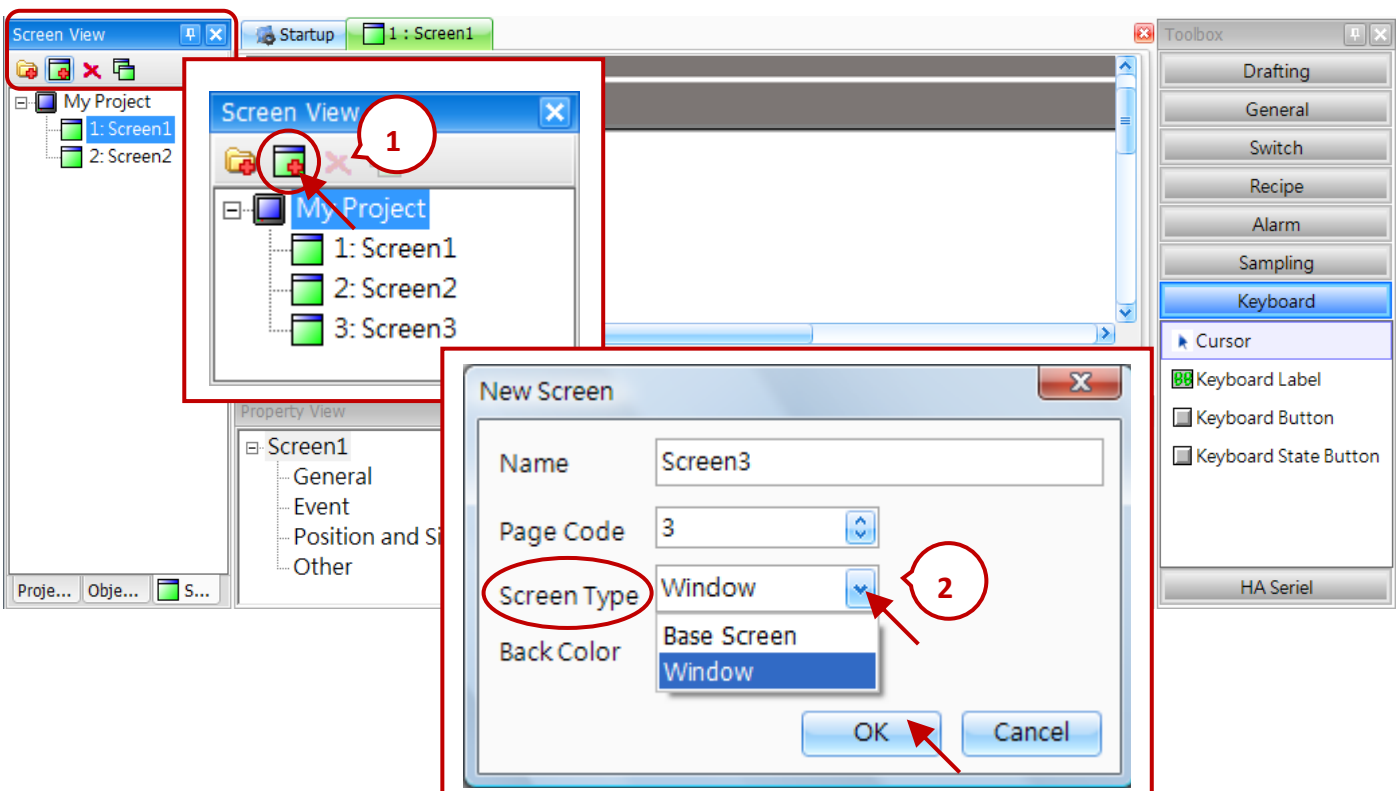 Screen View
Startup
1 : Screen1
Toolbox
My Project
1: Screen1
2: Screen2
Screen View
1
My Project
1: Screen1
2: Screen2
3: Screen3
Drafting
General
Switch
Recipe
Alarm
Sampling
Keyboard
Cursor
Keyboard Label
Keyboard Button
Keyboard State Button
HA Seriel
Property View
Screen1
General
Event
Position and Si
Other
Proje...
Obje...
S...
New Screen
Name
Screen3
Page Code
3
Screen Type
Window
2
Base Screen
Window
Back Color
OK
Cancel